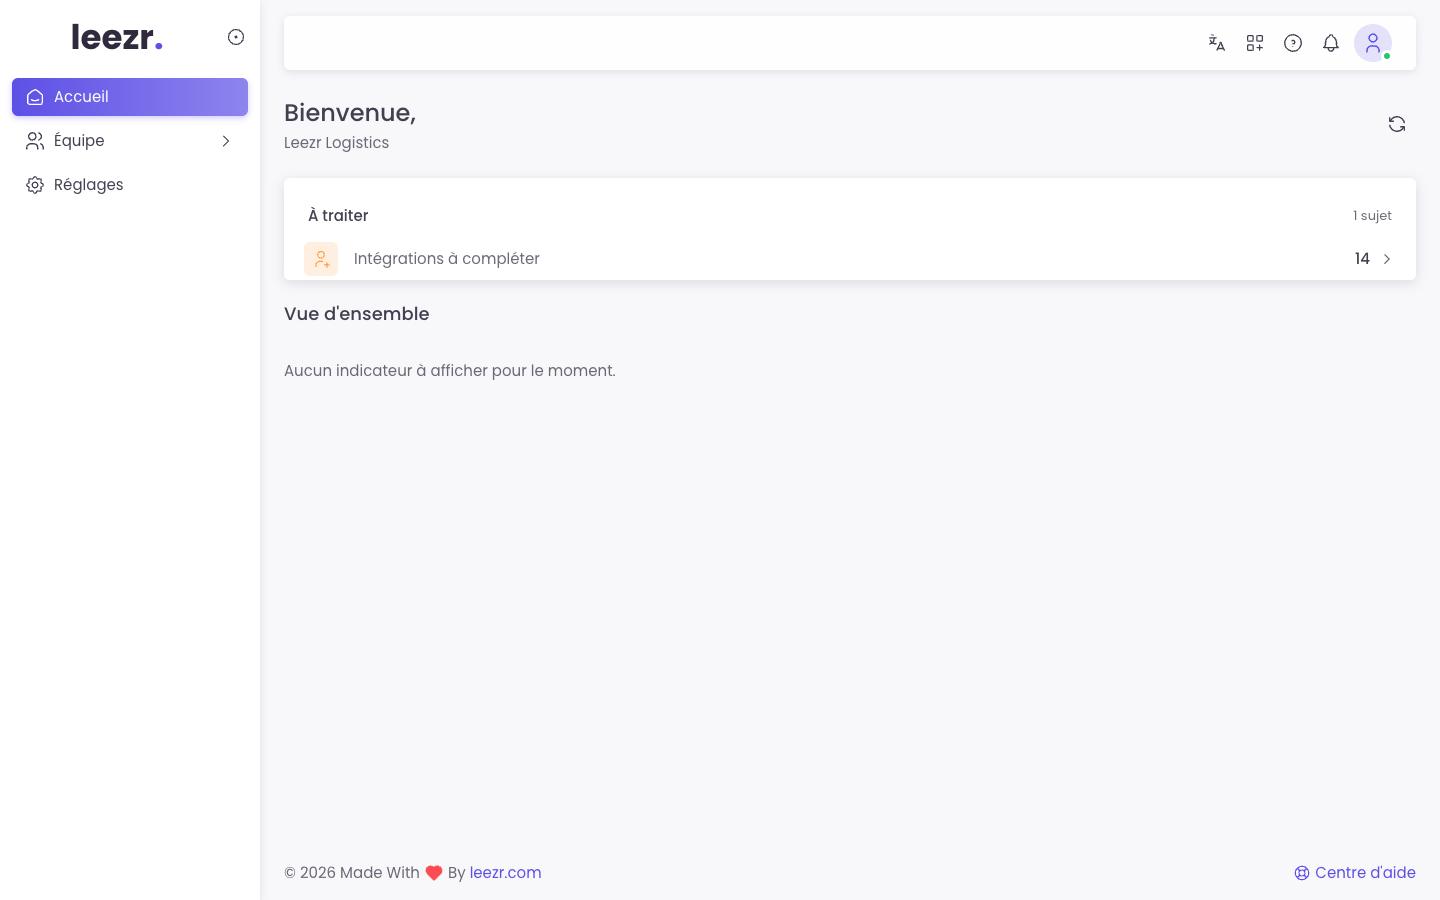 leezr.
Accueil
Équipe
Réglages
Bienvenue,
Leezr Logistics
À traiter
1 sujet
Intégrations à compléter
14
Vue d'ensemble
Aucun indicateur à afficher pour le moment.
© 2026 Made With By leezr.com
Centre d'aide